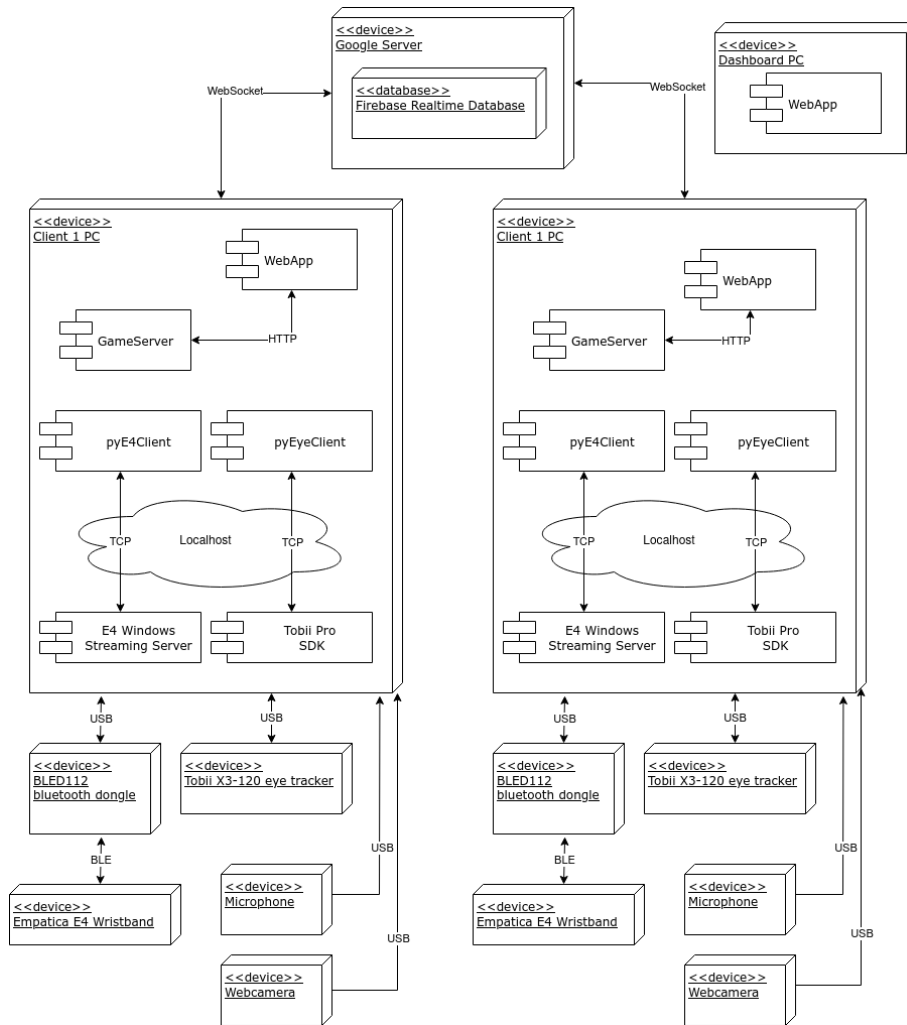 <<device>>
Google Server
<<database>>
Firebase Realtime Database
<<device>>
Dashboard PC
WebApp
WebSocket
WebSocket
<<device>>
Client 1 PC
WebApp
GameServer
HTTP
pyE4Client
pyEyeClient
TCP
Localhost
TCP
E4 Windows
Streaming Server
Tobii Pro
SDK
USB
USB
<<device>>
BLED112
bluetooth dongle
<<device>>
Tobii X3-120 eye tracker
BLE
USB
<<device>>
Empatica E4 Wristband
<<device>>
Microphone
USB
<<device>>
Webcamera
<<device>>
Client 1 PC
WebApp
GameServer
HTTP
pyE4Client
pyEyeClient
TCP
Localhost
TCP
E4 Windows
Streaming Server
Tobii Pro
SDK
USB
USB
<<device>>
BLED112
bluetooth dongle
<<device>>
Tobii X3-120 eye tracker
BLE
USB
<<device>>
Empatica E4 Wristband
<<device>>
Microphone
USB
<<device>>
Webcamera